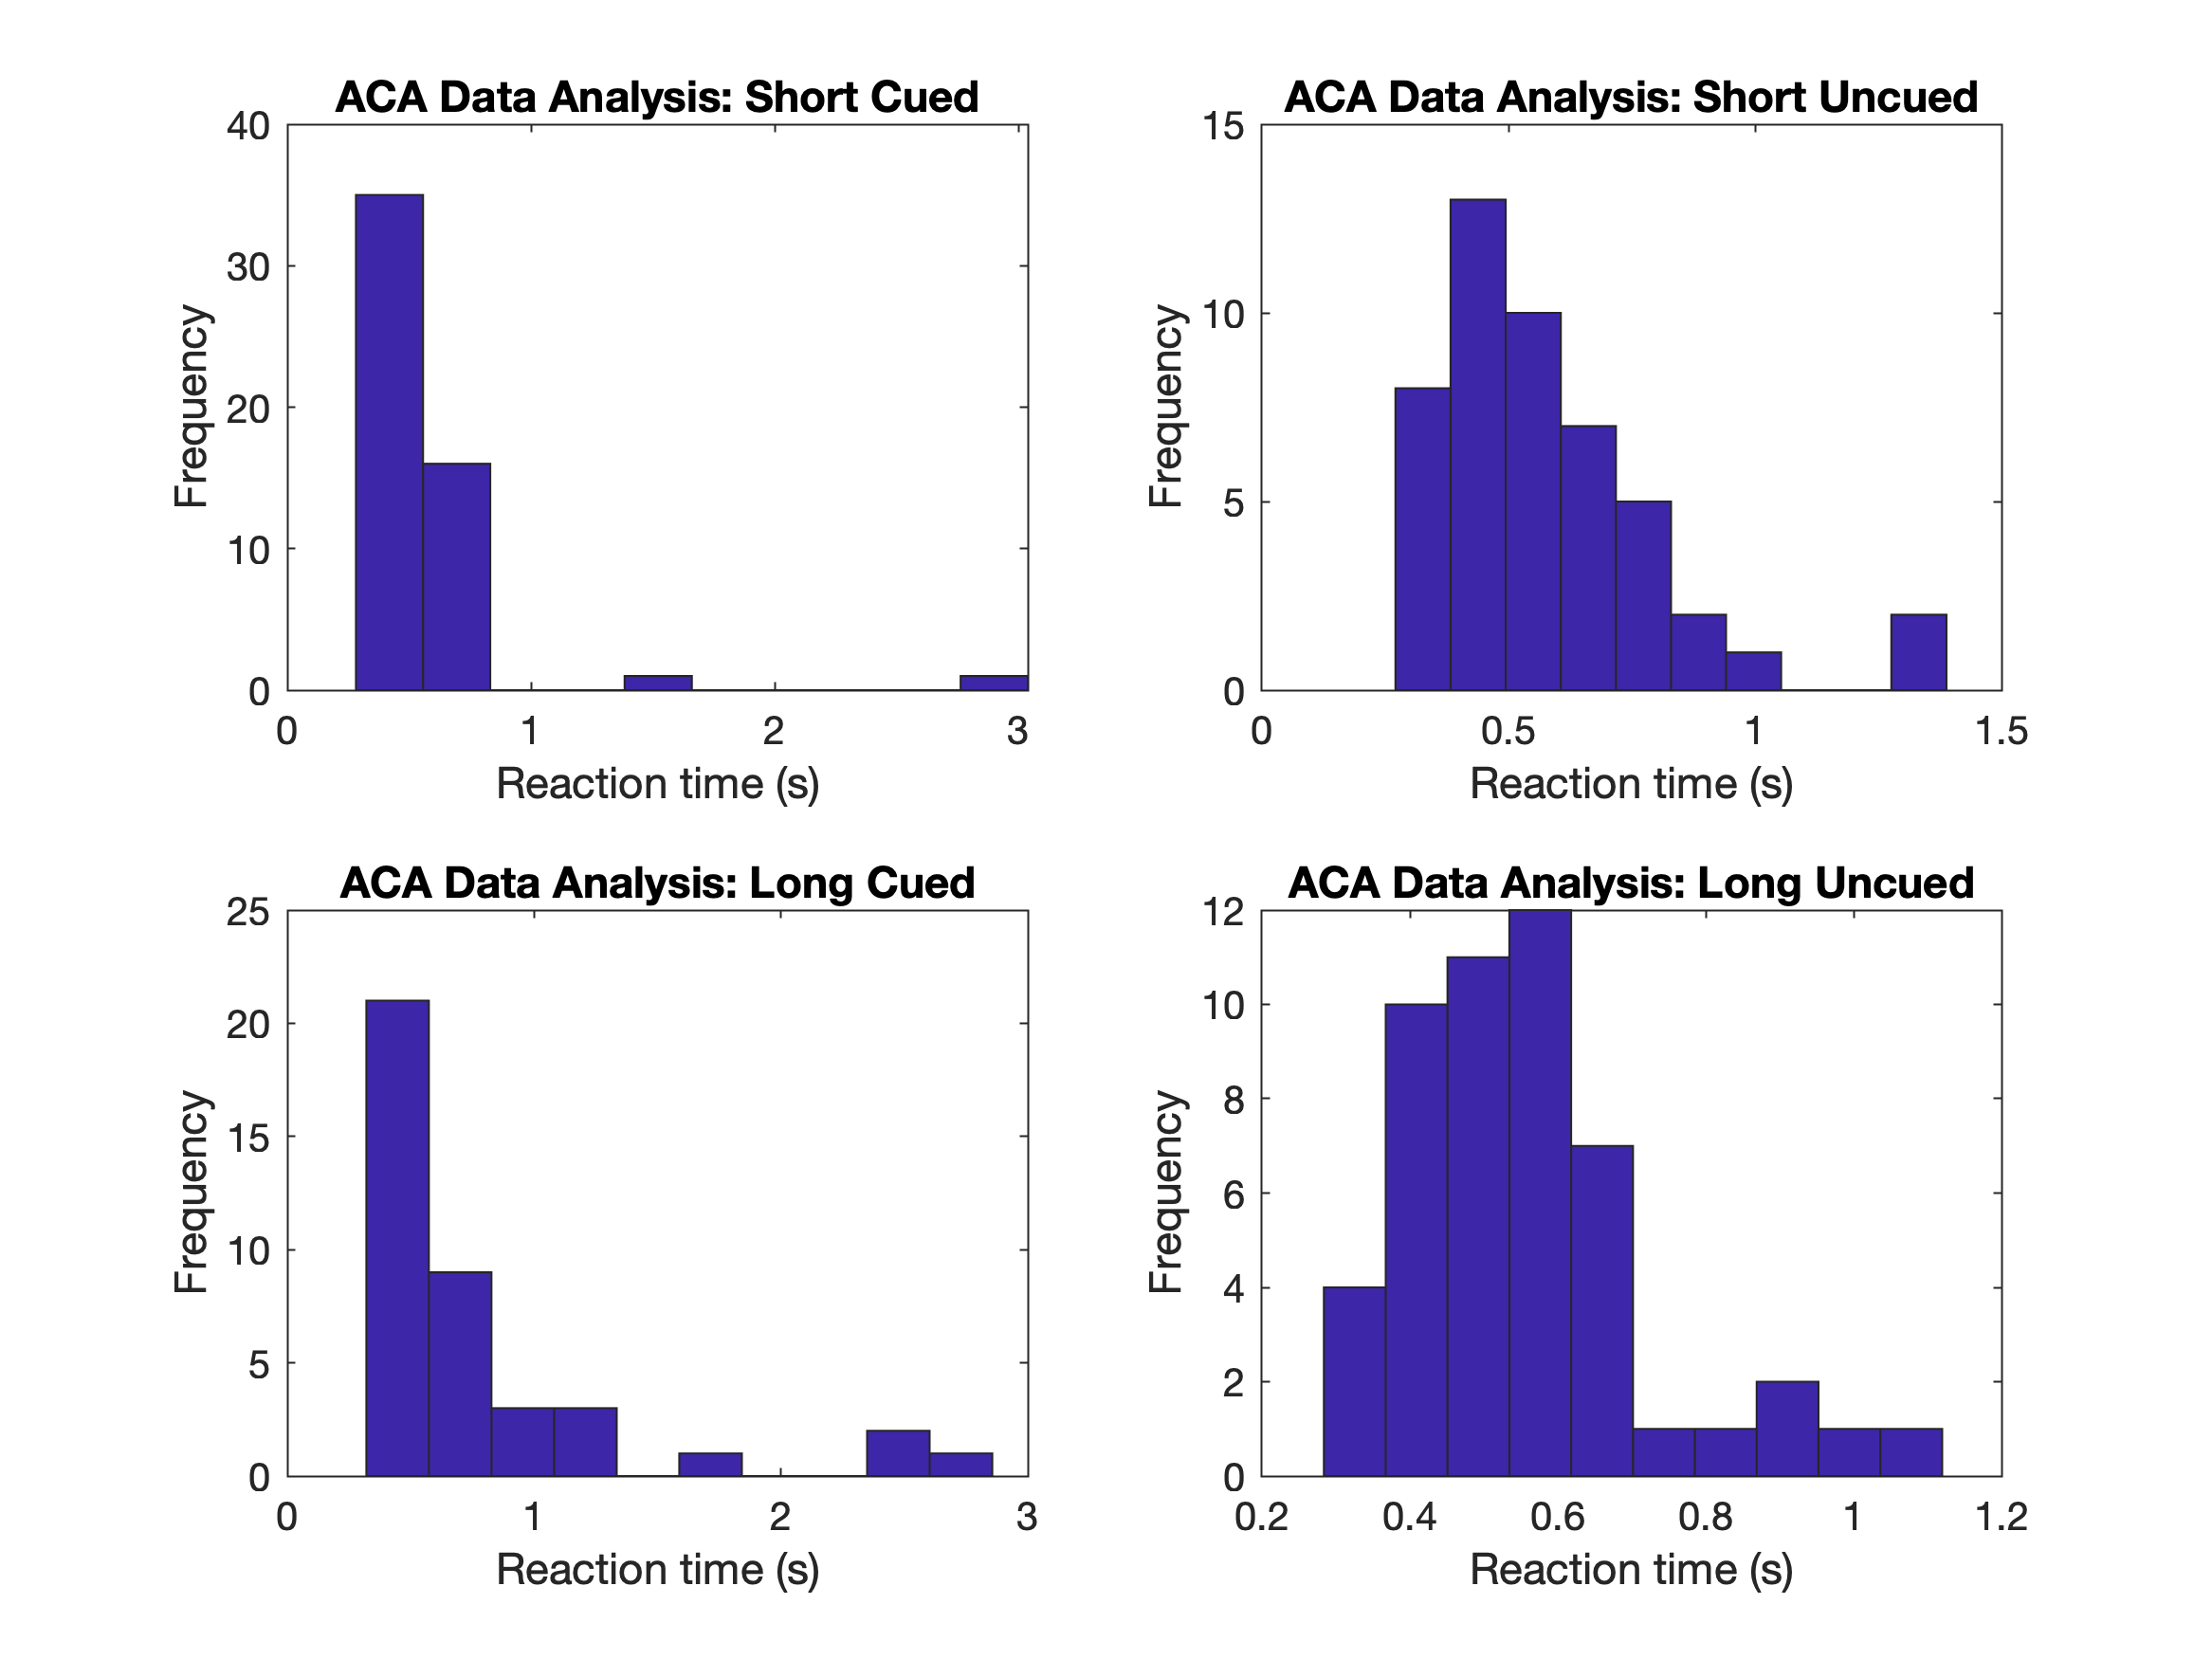 ACA Data Analysis: Short Cued
40
30
20
10
0
Frequency
0 1 2 3
Reaction time (s)
ACA Data Analysis: Short Uncued
15
10
5
0
Frequency
0 0.5 1 1.5
Reaction time (s)
ACA Data Analysis: Long Cued
25
20
15
10
5
0
Frequency
0 1 2 3
Reaction time (s)
ACA Data Analysis: Long Uncued
12
10
8
6
4
2
0
Frequency
0.2 0.4 0.6 0.8 1 1.2
Reaction time (s)